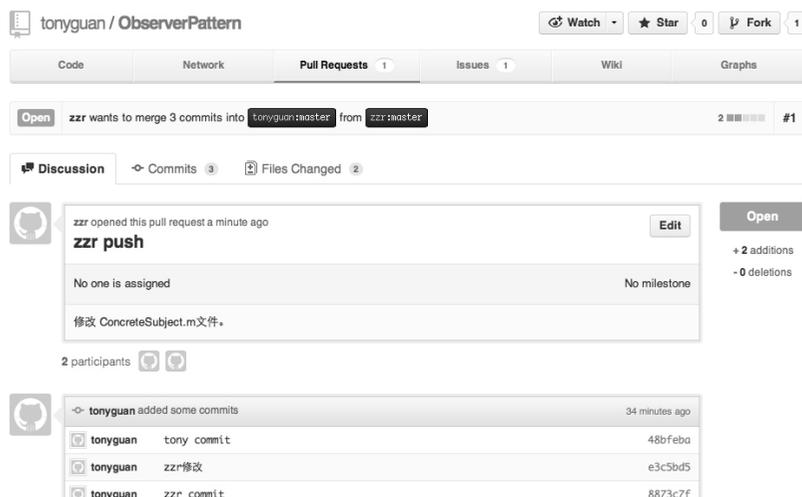 tonyguan / ObserverPattern
Watch Star 0 Fork 1
Code Network Pull Requests 1 Issues 1 Wiki Graphs
Open zzr wants to merge 3 commits into tonyguan:master from zzr:master 2 #1
Discussion Commits 3 Files Changed 2
zzr opened this pull request a minute ago
Edit
Open
zzr push
+ 2 additions
- 0 deletions
No one is assigned No milestone
修改 ConcreteSubject.m文件。
2 participants
tonyguan added some commits 34 minutes ago
tonyguan tony commit 48bfeba
tonyguan zzr修改 e3c5bd5
tonyguan zzr commit 8873c7f